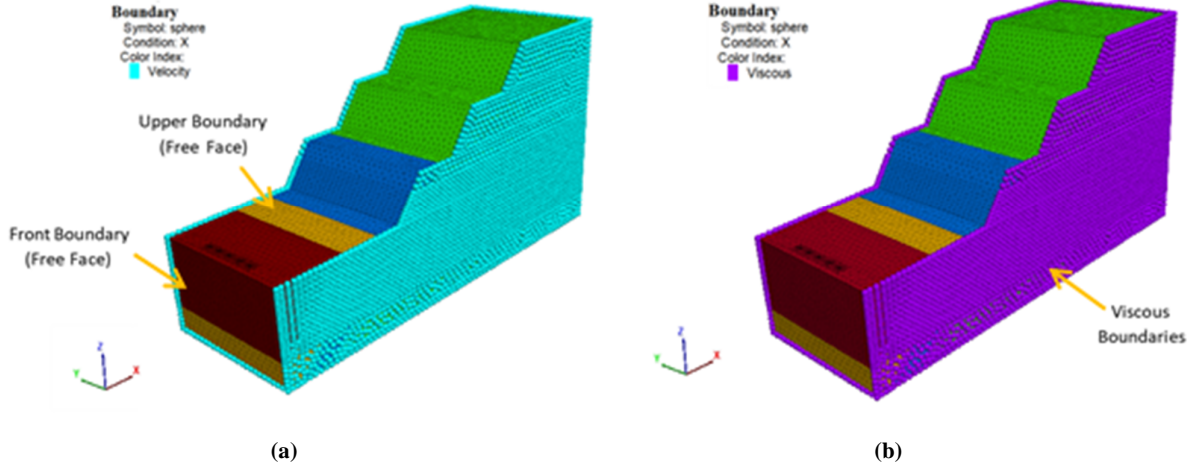 Boundary
Symbol: sphere
Condition: X
Color Index:
Velocity
Upper Boundary
(Free Face)
Front Boundary
(Free Face)
Z
Y
X
(a)
Boundary
Symbol: sphere
Condition: X
Color Index:
Viscous
Viscous
Boundaries
Z
Y
X
(b)